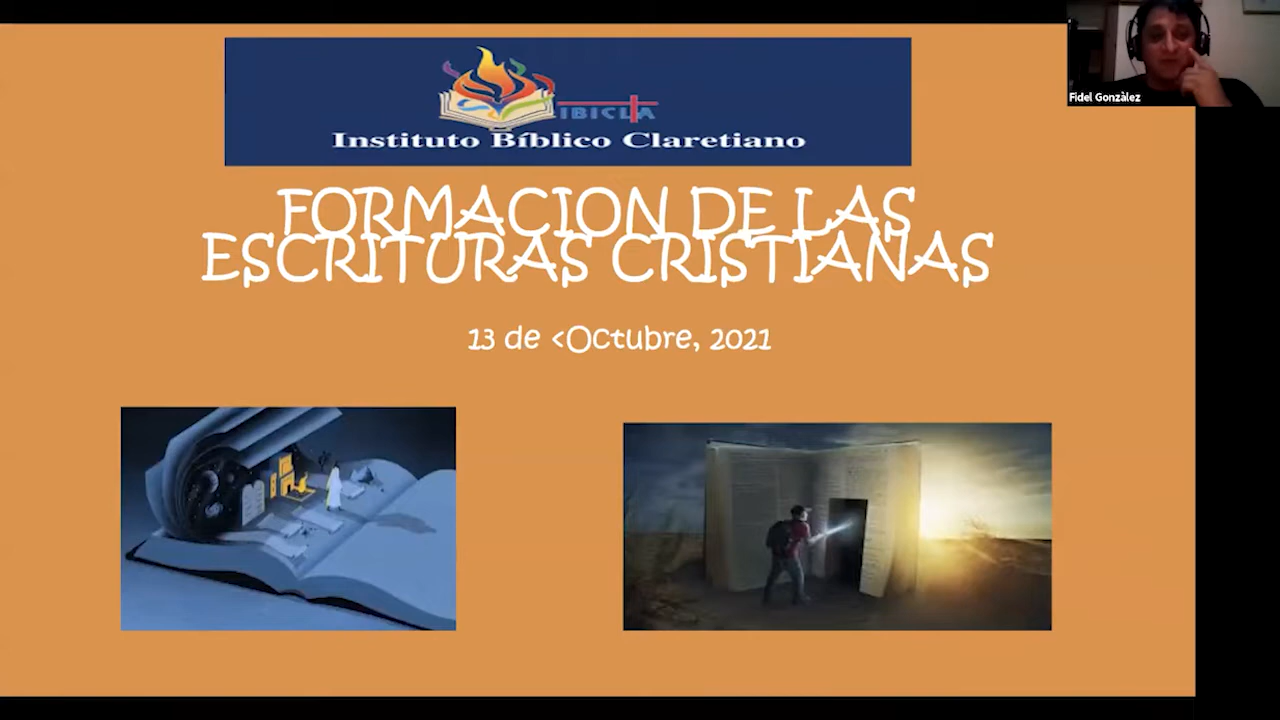 IBICLA
Instituto Bíblico Claretiano
FORMACION DE LAS
ESCRITURAS CRISTIANAS
13 de <Octubre, 2021
Fidel Gonzàlez